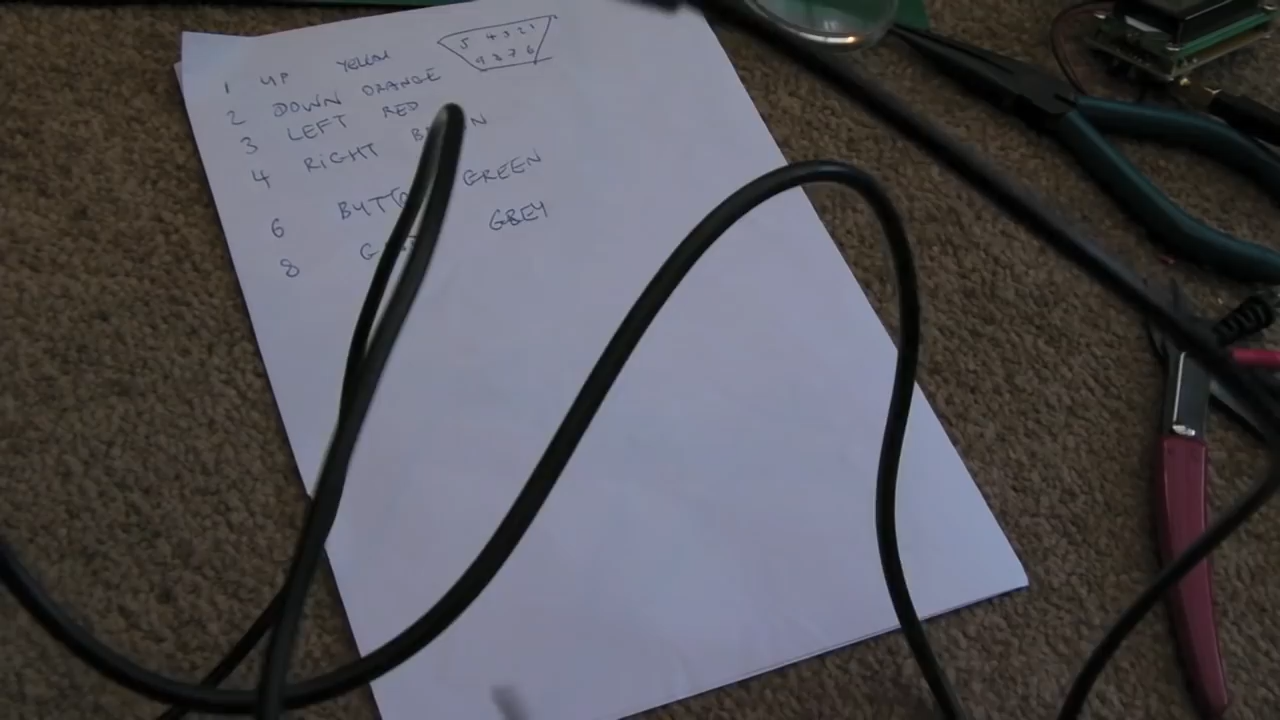 1 UP Yellow
5 4 3 2 1
9 8 7 6
2 DOWN ORANGE
3 LEFT RED
4 RIGHT
6 GREEN
8 GREY